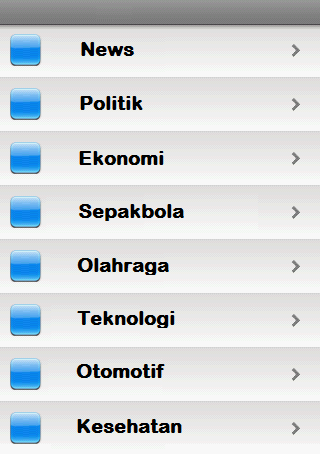 News
Politik
Ekonomi
Sepakbola
Olahraga
Teknologi
Otomotif
Kesehatan